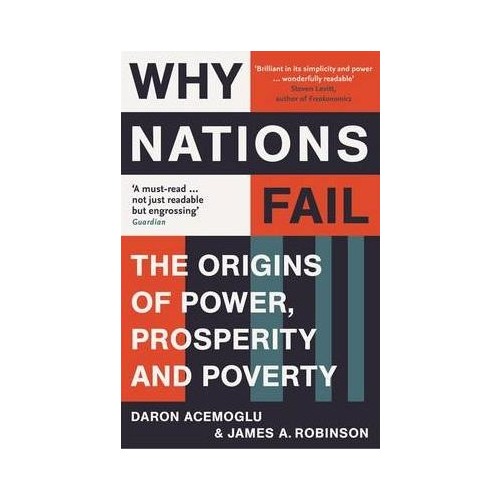 WHY
NATIONS
FAIL
'Brilliant in its simplicity and power
... wonderfully readable'
Steven Levitt,
author of Freakonomics
'A must-read ...
not just readable
but engrossing'
Guardian
THE ORIGINS
OF POWER,
PROSPERITY
AND POVERTY
DARON ACEMOGLU
& JAMES A. ROBINSON